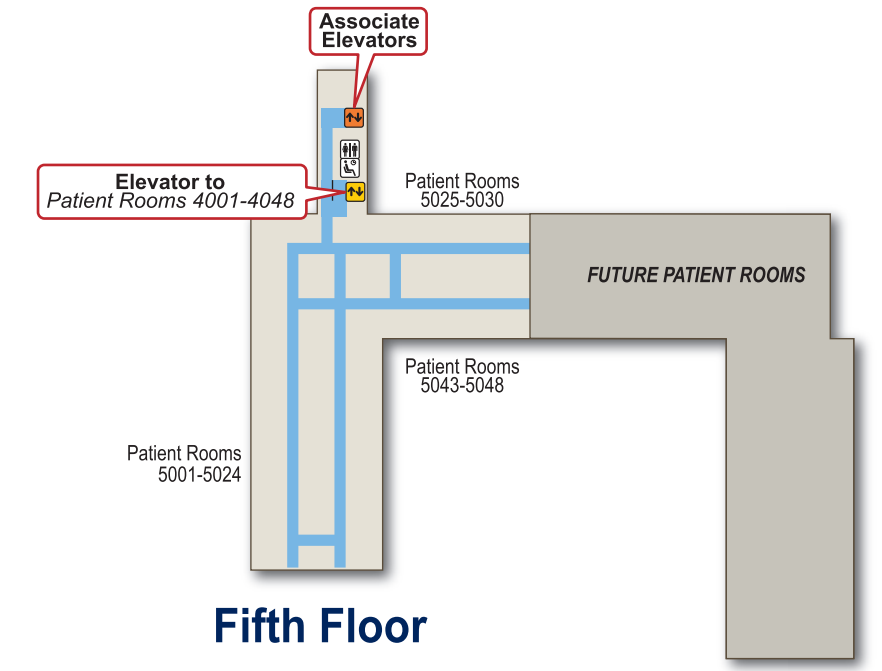 Associate
Elevators
Elevator to
Patient Rooms 4001-4048
Patient Rooms
5025-5030
FUTURE PATIENT ROOMS
Patient Rooms
5043-5048
Patient Rooms
5001-5024
Fifth Floor